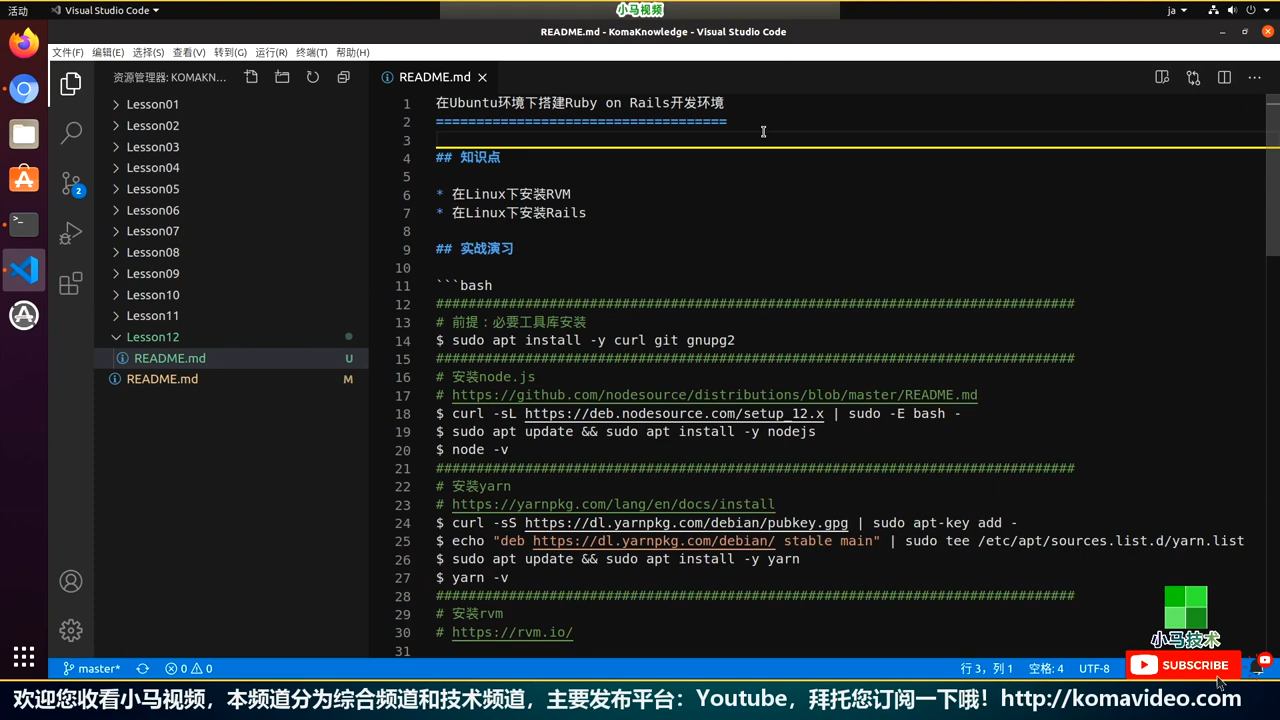 活动
Visual Studio Code
小马视频
ja
README.md - KomaKnowledge - Visual Studio Code
文件(F) 编辑(E) 选择(S) 查看(V) 转到(G) 运行(R) 终端(T) 帮助(H)
资源管理器: KOMAKN...
README.md
Lesson01
Lesson02
Lesson03
Lesson04
Lesson05
Lesson06
Lesson07
Lesson08
Lesson09
Lesson10
Lesson11
Lesson12
README.md U
README.md M
2
1 在Ubuntu环境下搭建Ruby on Rails开发环境
2 ====================================
3
4 ## 知识点
5
6 * 在Linux下安装RVM
7 * 在Linux下安装Rails
8
9 ## 实战演习
10
11 ```bash
12 ###############################################################################
13 # 前提：必要工具库安装
14 $ sudo apt install -y curl git gnupg2
15 ###############################################################################
16 # 安装node.js
17 # https://github.com/nodesource/distributions/blob/master/README.md
18 $ curl -sL https://deb.nodesource.com/setup_12.x | sudo -E bash -
19 $ sudo apt update && sudo apt install -y nodejs
20 $ node -v
21 ###############################################################################
22 # 安装yarn
23 # https://yarnpkg.com/lang/en/docs/install
24 $ curl -sS https://dl.yarnpkg.com/debian/pubkey.gpg | sudo apt-key add -
25 $ echo "deb https://dl.yarnpkg.com/debian/ stable main" | sudo tee /etc/apt/sources.list.d/yarn.list
26 $ sudo apt update && sudo apt install -y yarn
27 $ yarn -v
28 ###############################################################################
29 # 安装rvm
30 # https://rvm.io/
31
小马技术
SUBSCRIBE
master* 0 0
行 3，列 1 空格: 4 UTF-8
欢迎您收看小马视频，本频道分为综合频道和技术频道，主要发布平台：Youtube，拜托您订阅一下哦！http://komavideo.com